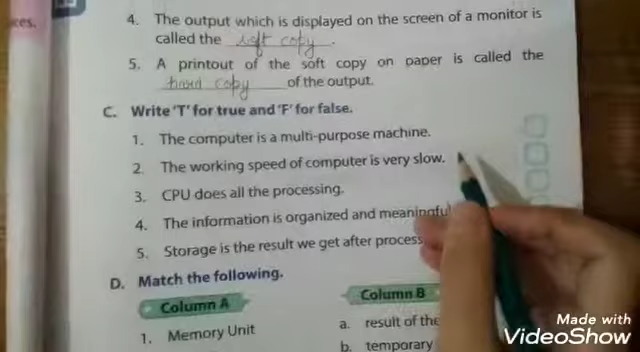 ces.
4. The output which is displayed on the screen of a monitor is
called the soft copy.
5. A printout of the soft copy on paper is called the
hard copy of the output.
C. Write 'T' for true and 'F' for false.
1. The computer is a multi-purpose machine.
2. The working speed of computer is very slow.
3. CPU does all the processing.
4. The information is organized and meaningful
5. Storage is the result we get after process
D. Match the following.
Column A Column B
1. Memory Unit a. result of the
b. temporary
Made with
VideoShow